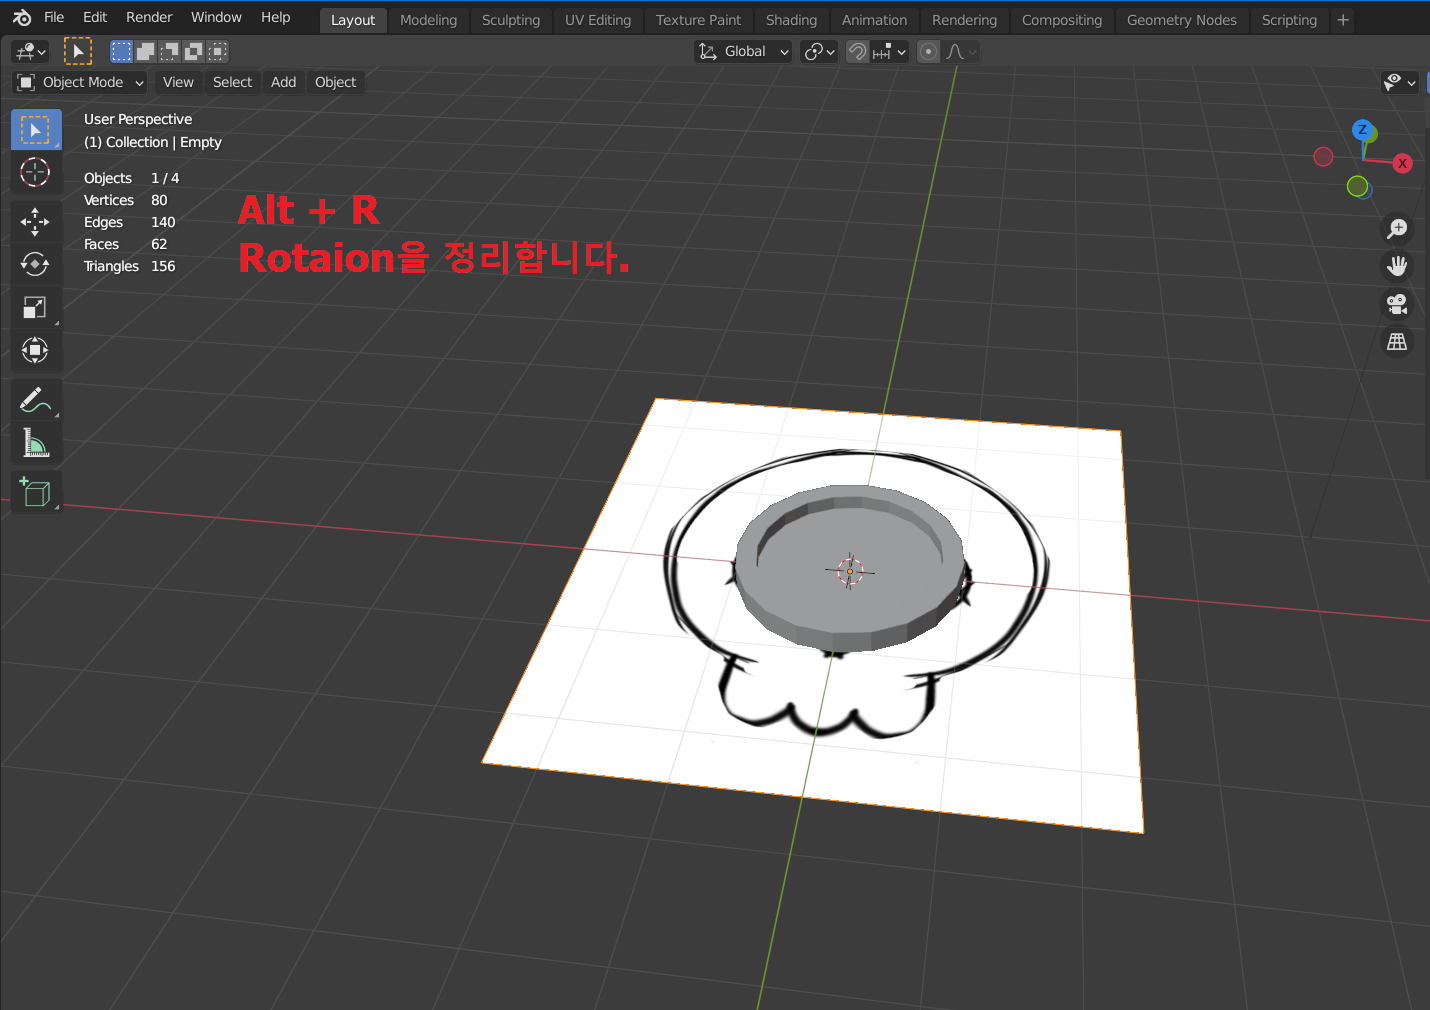 File Edit Render Window Help Layout Modeling Sculpting UV Editing Texture Paint Shading Animation Rendering Compositing Geometry Nodes Scripting +
Global
Object Mode View Select Add Object
User Perspective
(1) Collection | Empty
Objects 1 / 4
Vertices 80
Edges 140
Faces 62
Triangles 156
Alt + R
Rotaion을 정리합니다.
Z
X